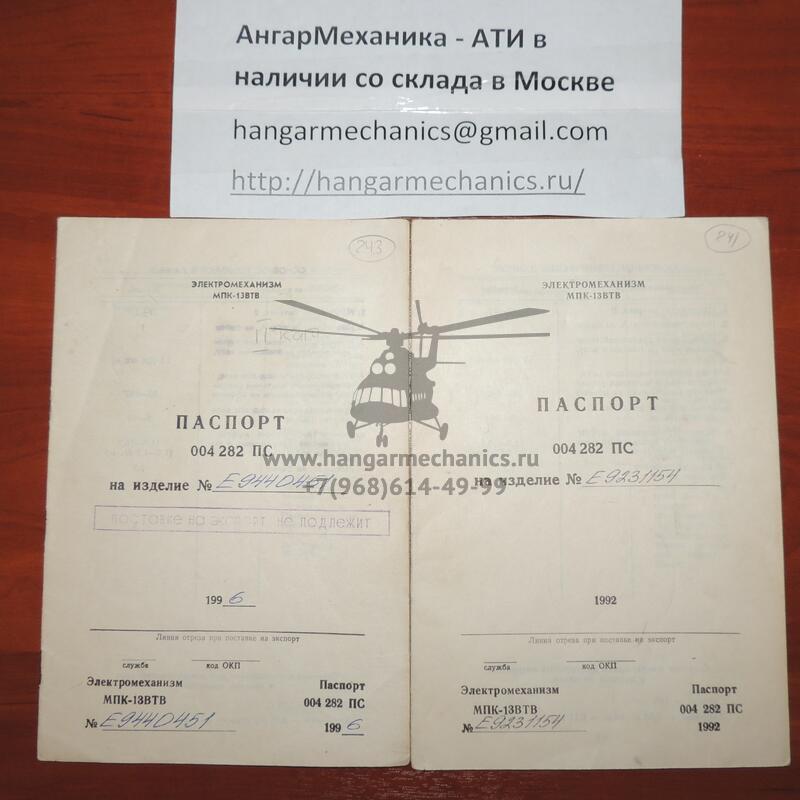 АнгарМеханика - АТИ в
наличии со склада в Москве
hangarmechanics@gmail.com
http://hangarmechanics.ru/
243
ЭЛЕКТРОМЕХАНИЗМ
МПК-13ВТВ
II кат
ПАСПОРТ
004 282 ПС
на изделие № Е9440451
поставке на экспорт не подлежит
1996
Линия отреза при поставке на экспорт
служба код ОКП
Электромеханизм Паспорт
МПК-13ВТВ 004 282 ПС
№ Е9440451 1996
241
ЭЛЕКТРОМЕХАНИЗМ
МПК-13ВТВ
ПАСПОРТ
004 282 ПС
на изделие № Е9231154
1992
Линия отреза при поставке на экспорт
служба код ОКП
Электромеханизм Паспорт
МПК-13ВТВ 004 282 ПС
№ Е9231154 1992
www.hangarmechanics.ru
+7(968)614-49-99